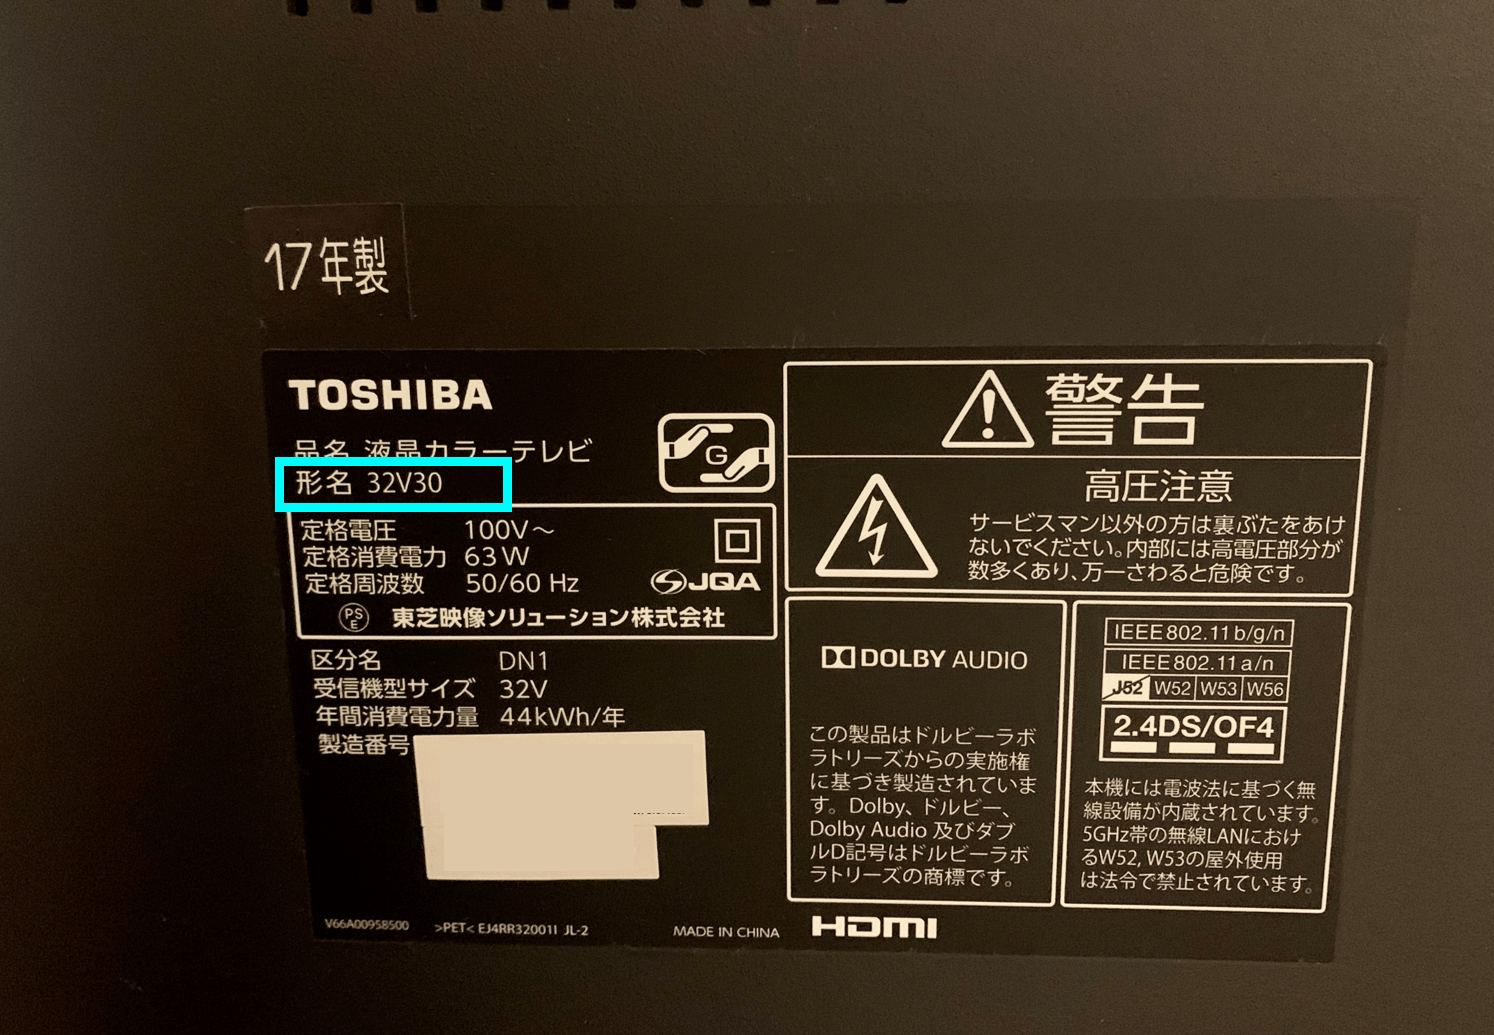 17年製
TOSHIBA
品名 液晶カラーテレビ
形名 32V30
G
定格電圧 100V～
定格消費電力 63W
定格周波数 50/60 Hz
JQA
PS
E
東芝映像ソリューション株式会社
区分名 DN1
受信機型サイズ 32V
年間消費電力量 44kWh/年
製造番号
V66A00958500 >PET< EJ4RR32001I JL-2
MADE IN CHINA
警告
高圧注意
サービスマン以外の方は裏ぶたをあけ
ないでください。内部には高電圧部分が
数多くあり、万一さわると危険です。
DOLBY AUDIO
この製品はドルビーラボ
ラトリーズからの実施権
に基づき製造されていま
す。Dolby、ドルビー、
Dolby Audio 及びダブ
ルD記号はドルビーラボ
ラトリーズの商標です。
HDMI
IEEE802.11b/g/n
IEEE802.11a/n
J52 W52 W53 W56
2.4DS/OF4
本機には電波法に基づく無
線設備が内蔵されています。
5GHz帯の無線LANにおけ
るW52, W53の屋外使用
は法令で禁止されています。